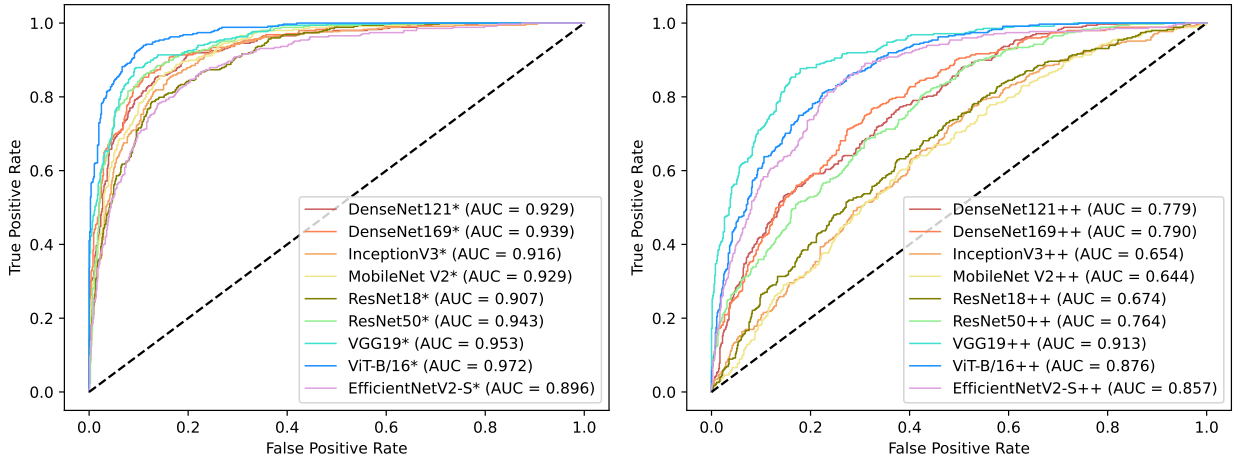 1.0
0.8
0.6
0.4
0.2
0.0
True Positive Rate
DenseNet121* (AUC = 0.929)
DenseNet169* (AUC = 0.939)
InceptionV3* (AUC = 0.916)
MobileNet V2* (AUC = 0.929)
ResNet18* (AUC = 0.907)
ResNet50* (AUC = 0.943)
VGG19* (AUC = 0.953)
ViT-B/16* (AUC = 0.972)
EfficientNetV2-S* (AUC = 0.896)
0.0 0.2 0.4 0.6 0.8 1.0
False Positive Rate
1.0
0.8
0.6
0.4
0.2
0.0
True Positive Rate
DenseNet121++ (AUC = 0.779)
DenseNet169++ (AUC = 0.790)
InceptionV3++ (AUC = 0.654)
MobileNet V2++ (AUC = 0.644)
ResNet18++ (AUC = 0.674)
ResNet50++ (AUC = 0.764)
VGG19++ (AUC = 0.913)
ViT-B/16++ (AUC = 0.876)
EfficientNetV2-S++ (AUC = 0.857)
0.0 0.2 0.4 0.6 0.8 1.0
False Positive Rate